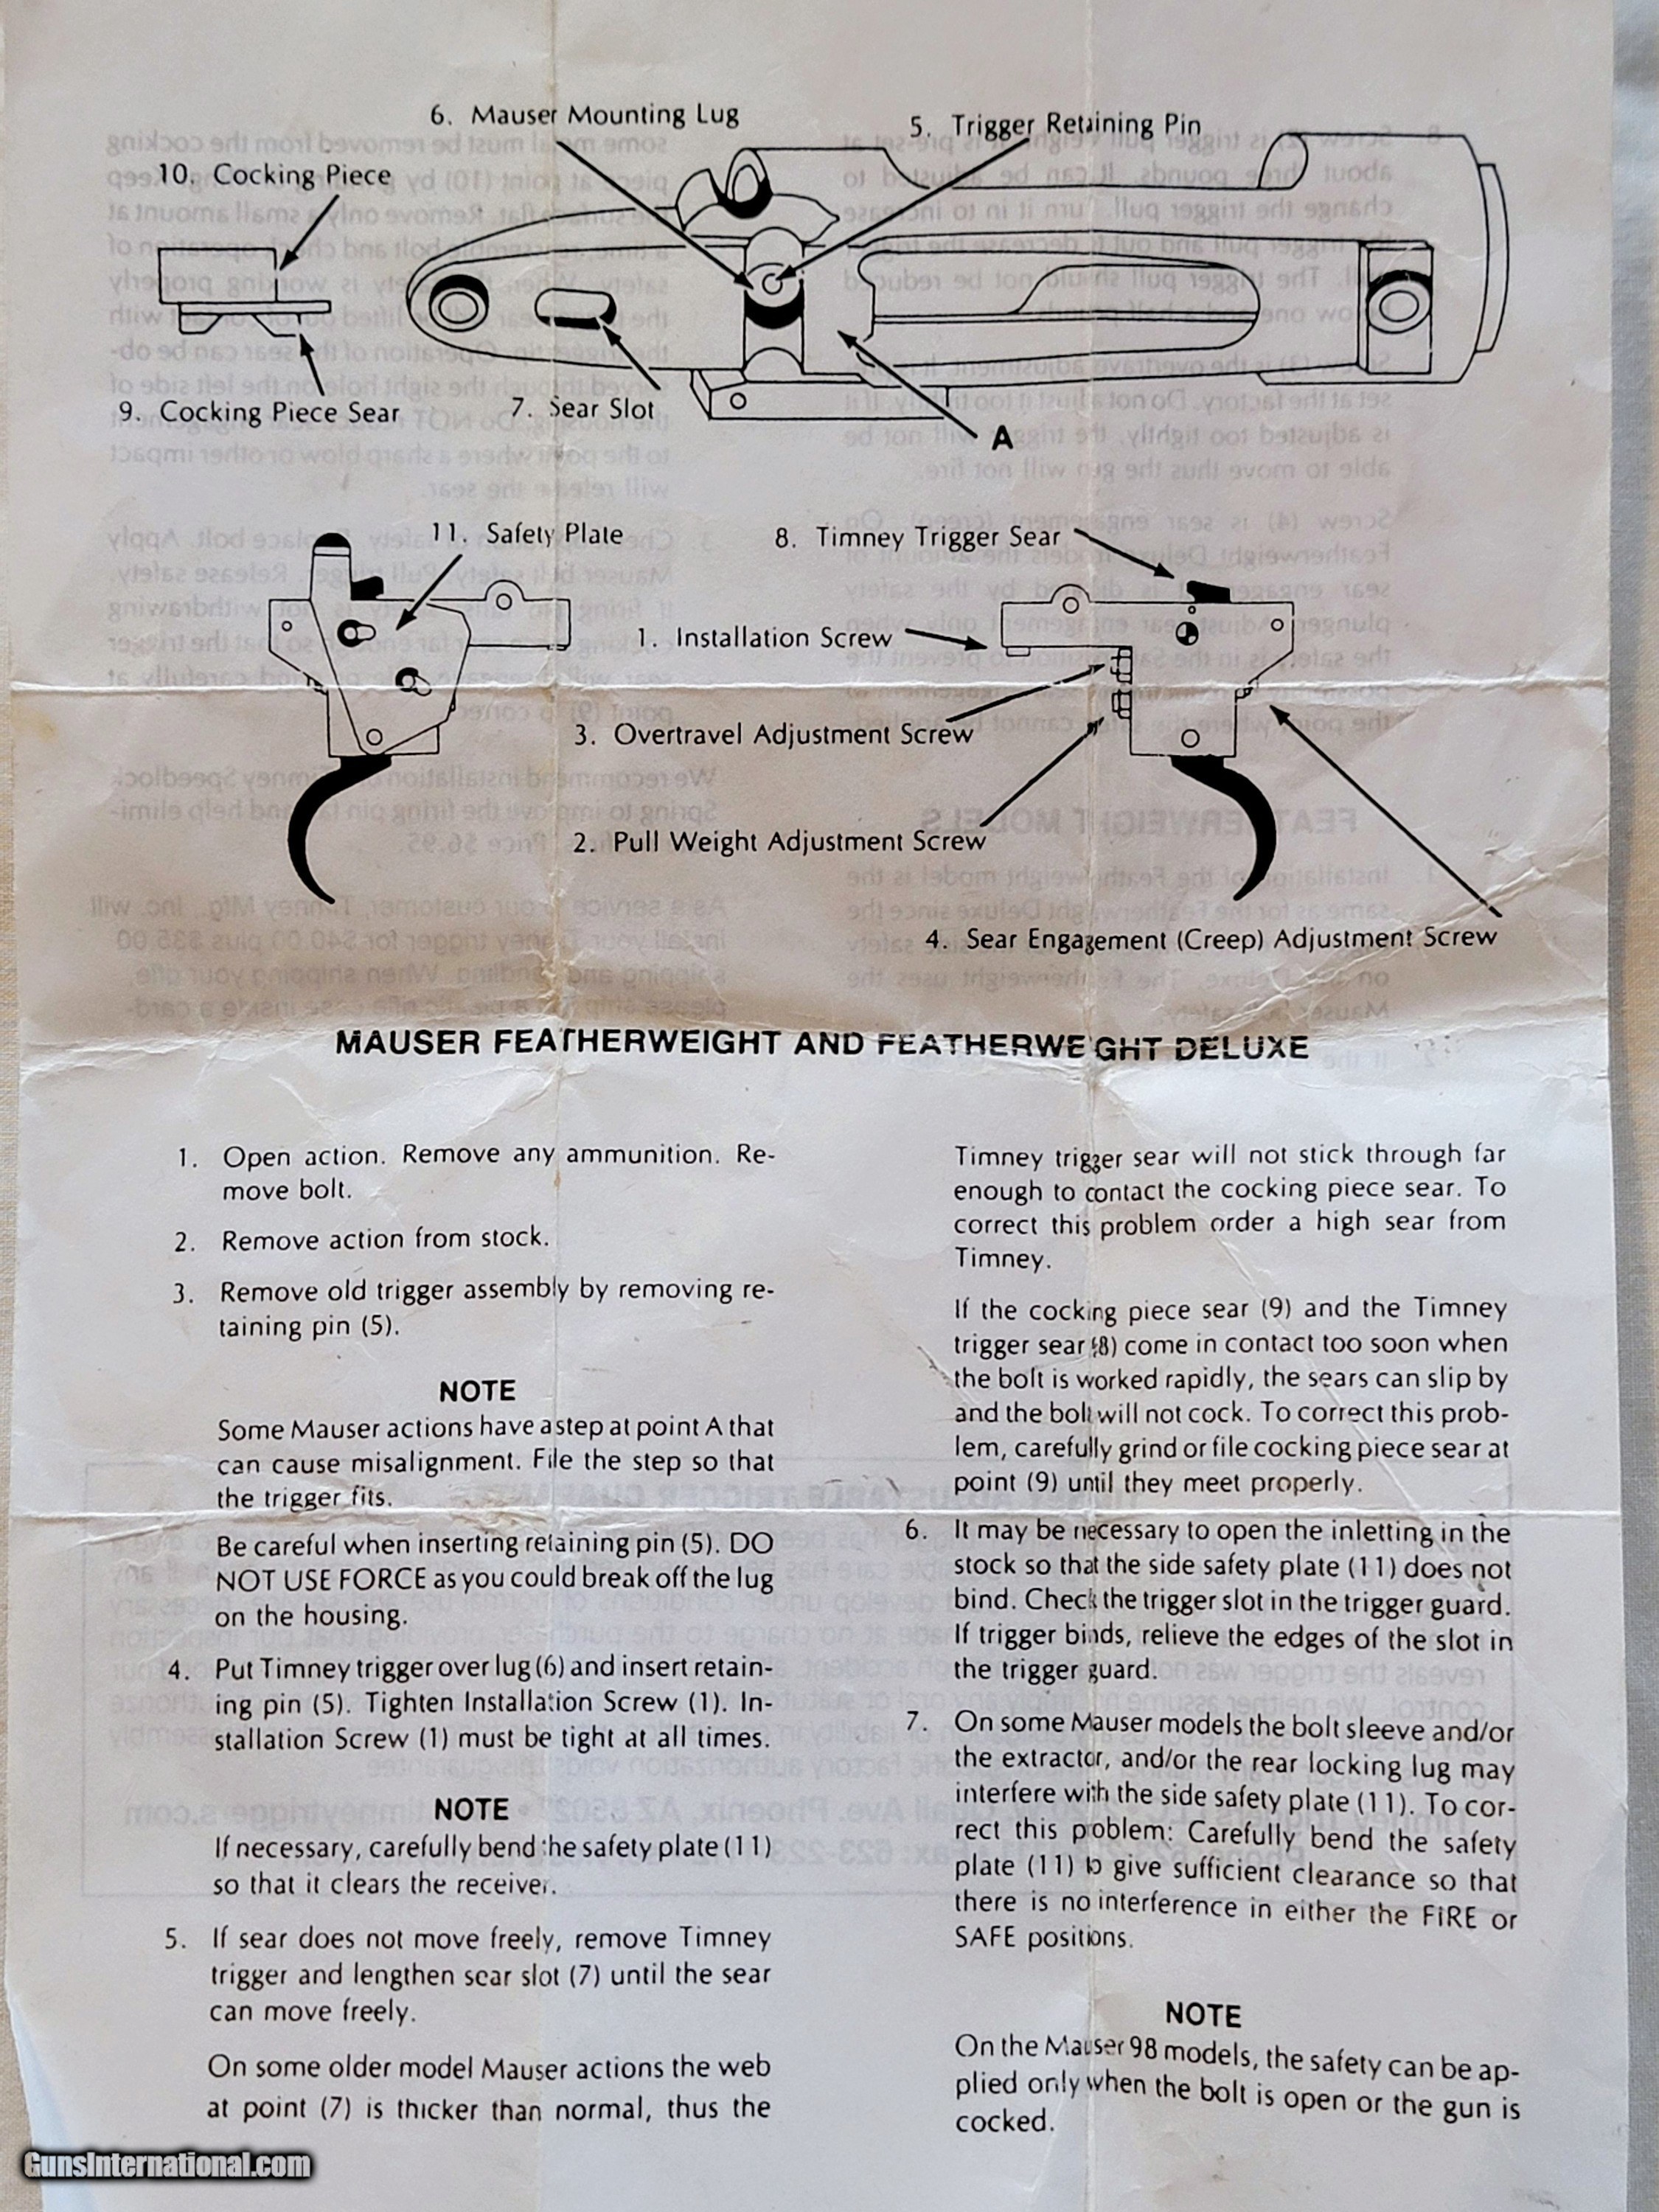 6. Mauser Mounting Lug
5. Trigger Retaining Pin
10. Cocking Piece
9. Cocking Piece Sear
7. Sear Slot
A
11. Safety Plate
8. Timney Trigger Sear
1. Installation Screw
3. Overtravel Adjustment Screw
2. Pull Weight Adjustment Screw
4. Sear Engagement (Creep) Adjustment Screw
MAUSER FEATHERWEIGHT AND FEATHERWEIGHT DELUXE
1. Open action. Remove any ammunition. Re-
move bolt.
2. Remove action from stock.
3. Remove old trigger assembly by removing re-
taining pin (5).
NOTE
Some Mauser actions have a step at point A that
can cause misalignment. File the step so that
the trigger fits.
Be careful when inserting retaining pin (5). DO
NOT USE FORCE as you could break off the lug
on the housing.
4. Put Timney trigger over lug (6) and insert retain-
ing pin (5). Tighten Installation Screw (1). In-
stallation Screw (1) must be tight at all times.
NOTE
If necessary, carefully bend the safety plate (11)
so that it clears the receiver.
5. If sear does not move freely, remove Timney
trigger and lengthen sear slot (7) until the sear
can move freely.
On some older model Mauser actions the web
at point (7) is thicker than normal, thus the
Timney trigger sear will not stick through far
enough to contact the cocking piece sear. To
correct this problem order a high sear from
Timney.
If the cocking piece sear (9) and the Timney
trigger sear (8) come in contact too soon when
the bolt is worked rapidly, the sears can slip by
and the bolt will not cock. To correct this prob-
lem, carefully grind or file cocking piece sear at
point (9) until they meet properly.
6. It may be necessary to open the inletting in the
stock so that the side safety plate (11) does not
bind. Check the trigger slot in the trigger guard.
If trigger binds, relieve the edges of the slot in
the trigger guard.
7. On some Mauser models the bolt sleeve and/or
the extractor, and/or the rear locking lug may
interfere with the side safety plate (11). To cor-
rect this problem: Carefully bend the safety
plate (11) to give sufficient clearance so that
there is no interference in either the FIRE or
SAFE positions.
NOTE
On the Mauser 98 models, the safety can be ap-
plied only when the bolt is open or the gun is
cocked.
GunsInternational.com